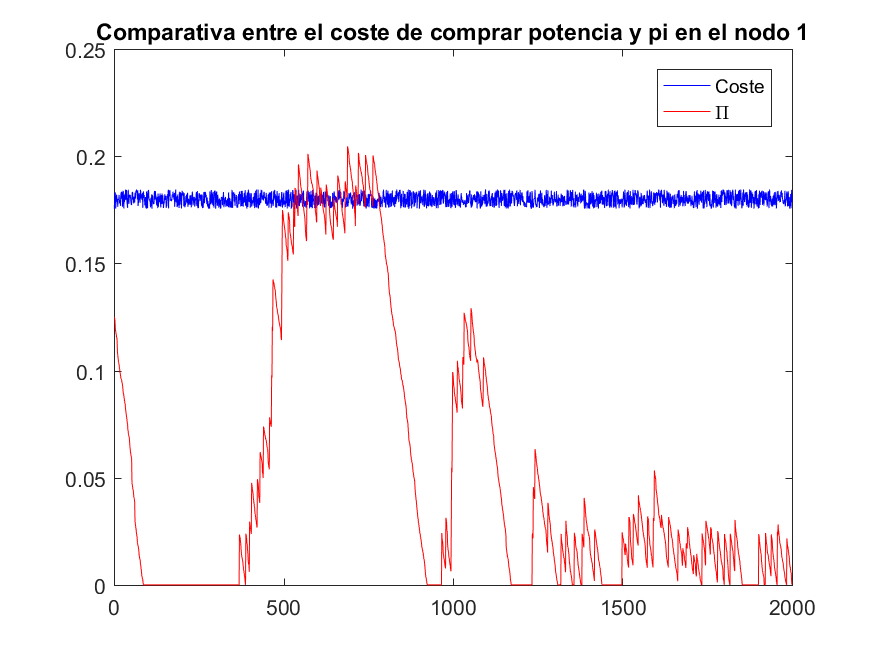 Comparativa entre el coste de comprar potencia y pi en el nodo 1
0.25
0.2
0.15
0.1
0.05
0
0 500 1000 1500 2000
Coste
Π